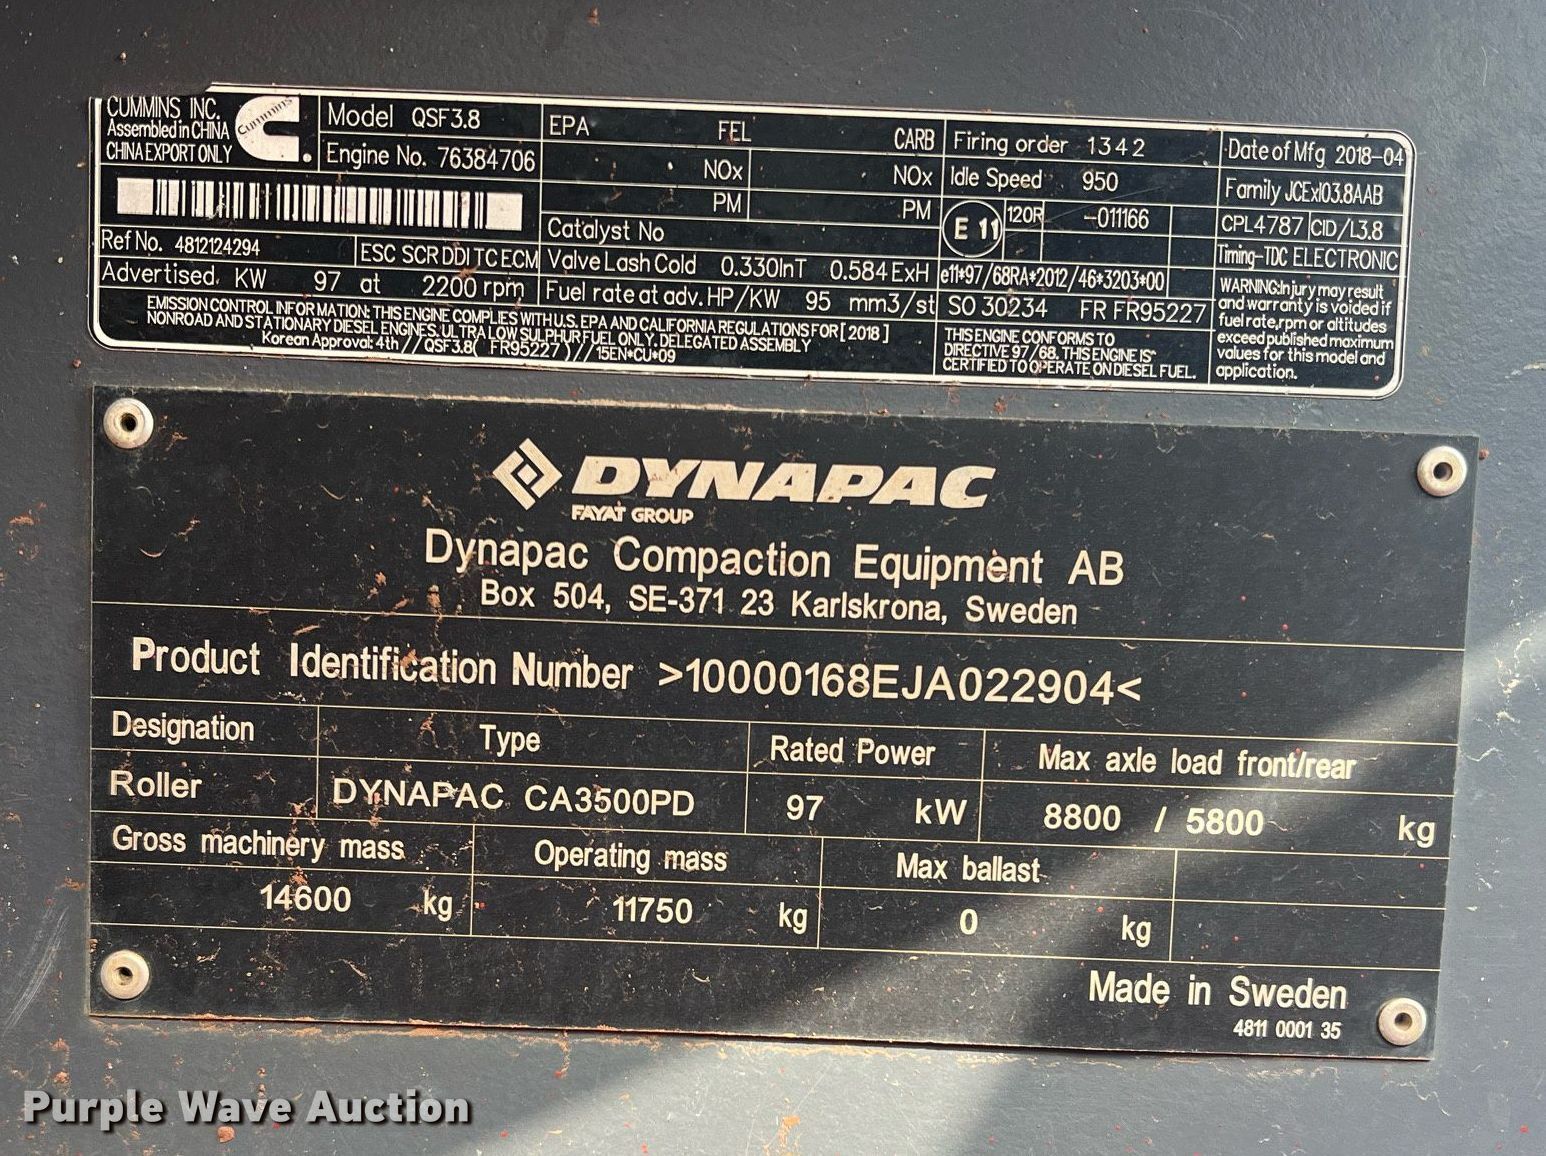 CUMMINS INC.
Assembled in CHINA
CHINA EXPORT ONLY
Cummins
Model QSF3.8
Engine No. 76384706
EPA FEL CARB
NOx NOx
PM PM
Catalyst No
Firing order 1342
Idle Speed 950
E 11 120R -011166
Date of Mfg 2018-04
Family JCExI03.8AAB
CPL4787 CID/L3.8
Timing-TDC ELECTRONIC
Ref No. 4812124294
ESC SCR DDI TC ECM
Valve Lash Cold 0.330InT 0.584ExH
e11*97/68RA*2012/46*3203*00
Advertised. KW 97 at 2200 rpm
Fuel rate at adv. HP/KW 95 mm3/st
SO 30234 FR FR95227
EMISSION CONTROL INFORMATION: THIS ENGINE COMPLIES WITH U.S. EPA AND CALIFORNIA REGULATIONS FOR [2018]
NONROAD AND STATIONARY DIESEL ENGINES. ULTRA LOW SULPHUR FUEL ONLY. DELEGATED ASSEMBLY
Korean Approval: 4th //QSF3.8( FR95227)//15EN*CU*09
THIS ENGINE CONFORMS TO
DIRECTIVE 97/68. THIS ENGINE IS
CERTIFIED TO OPERATE ON DIESEL FUEL.
WARNING: Injury may result
and warranty is voided if
fuel rate, rpm or altitudes
exceed published maximum
values for this model and
application.
DYNAPAC
FAYAT GROUP
Dynapac Compaction Equipment AB
Box 504, SE-371 23 Karlskrona, Sweden
Product Identification Number >10000168EJA022904<
Designation Type Rated Power Max axle load front/rear
Roller DYNAPAC CA3500PD 97 kW 8800 / 5800 kg
Gross machinery mass Operating mass Max ballast
14600 kg 11750 kg 0 kg
Made in Sweden
4811 0001 35
Purple Wave Auction